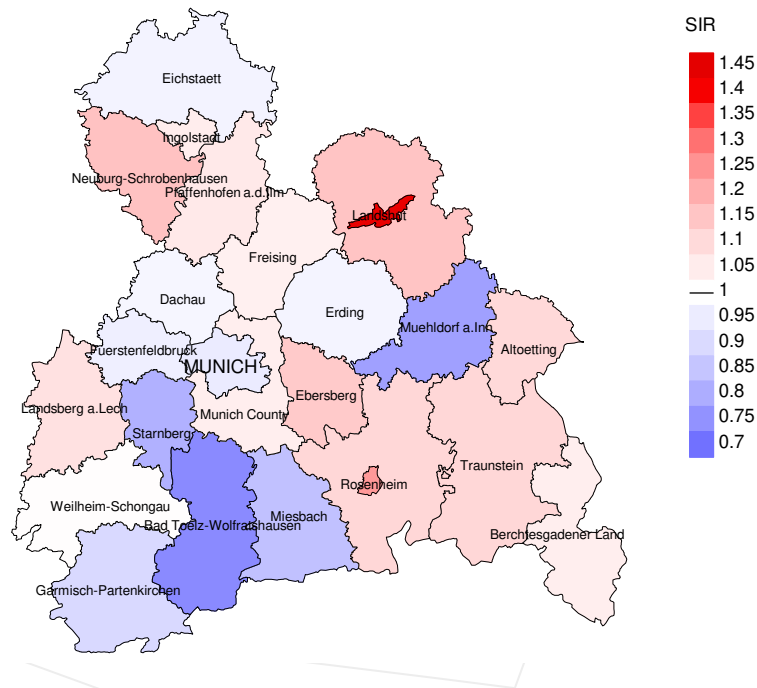 SIR
1.45
1.4
1.35
1.3
1.25
1.2
1.15
1.1
1.05
1
0.95
0.9
0.85
0.8
0.75
0.7
Eichstaett
Ingolstadt
Neuburg-Schrobenhausen
Pfaffenhofen a.d.Ilm
Landshut
Freising
Dachau
Erding
Muehldorf a.Inn
Altoetting
Fuerstenfeldbruck
MUNICH
Ebersberg
Landsberg a.Lech
Munich County
Starnberg
Traunstein
Rosenheim
Weilheim-Schongau
Miesbach
Bad Toelz-Wolfratshausen
Berchtesgadener Land
Garmisch-Partenkirchen